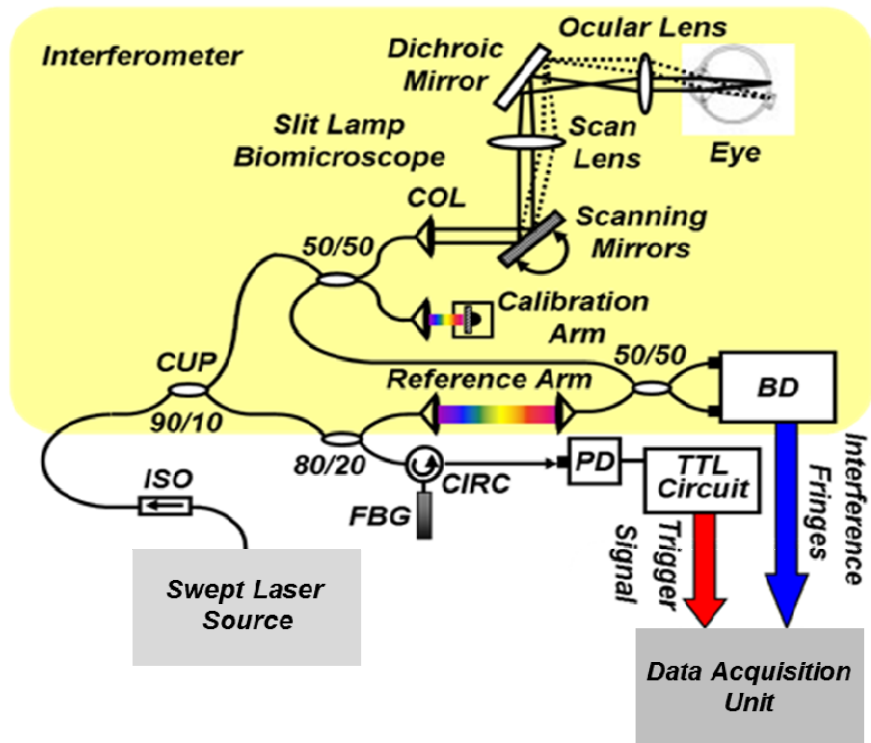 Interferometer
Ocular Lens
Dichroic
Mirror
Slit Lamp
Biomicroscope
Scan
Lens
Eye
COL
Scanning
Mirrors
50/50
Calibration
Arm
CUP
90/10
Reference Arm
50/50
BD
80/20
ISO
CIRC
FBG
PD
TTL
Circuit
Trigger
Signal
Interference
Fringes
Swept Laser
Source
Data Acquisition
Unit